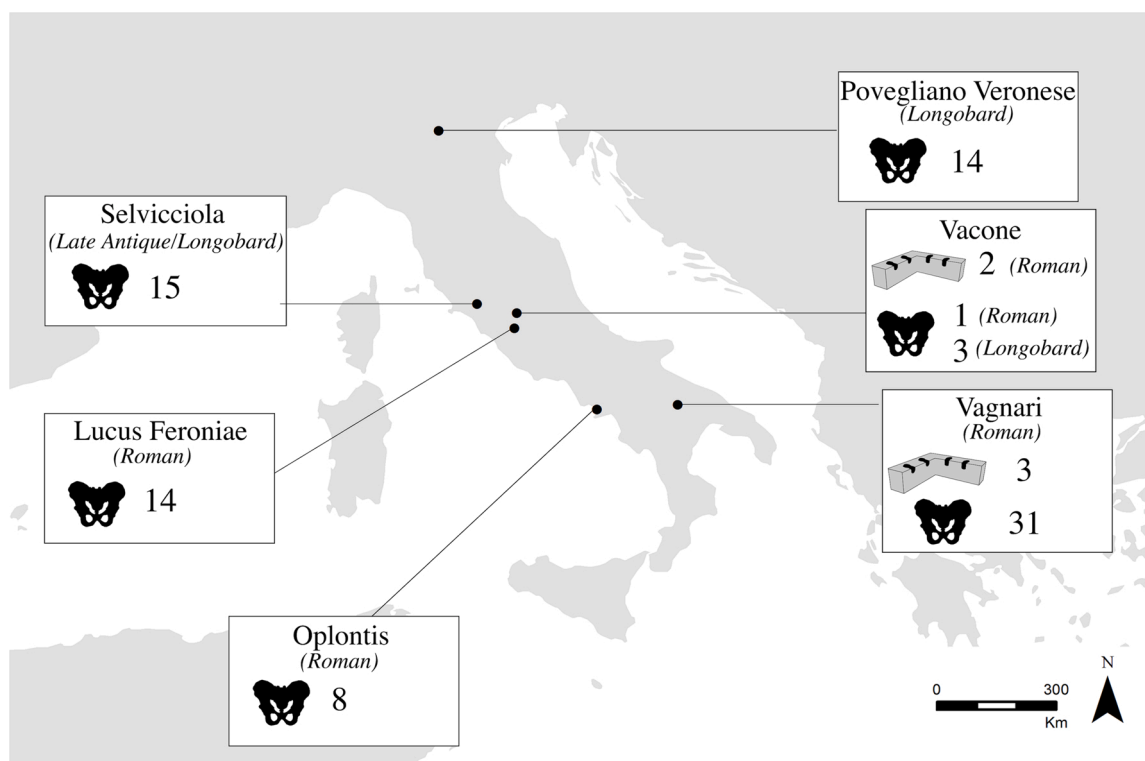 Povegliano Veronese
(Longobard)
14
Selvicciola
(Late Antique/Longobard)
15
Vacone
2 (Roman)
1 (Roman)
3 (Longobard)
Lucus Feroniae
(Roman)
14
Vagnari
(Roman)
3
31
Oplontis
(Roman)
8
N
0 300
Km